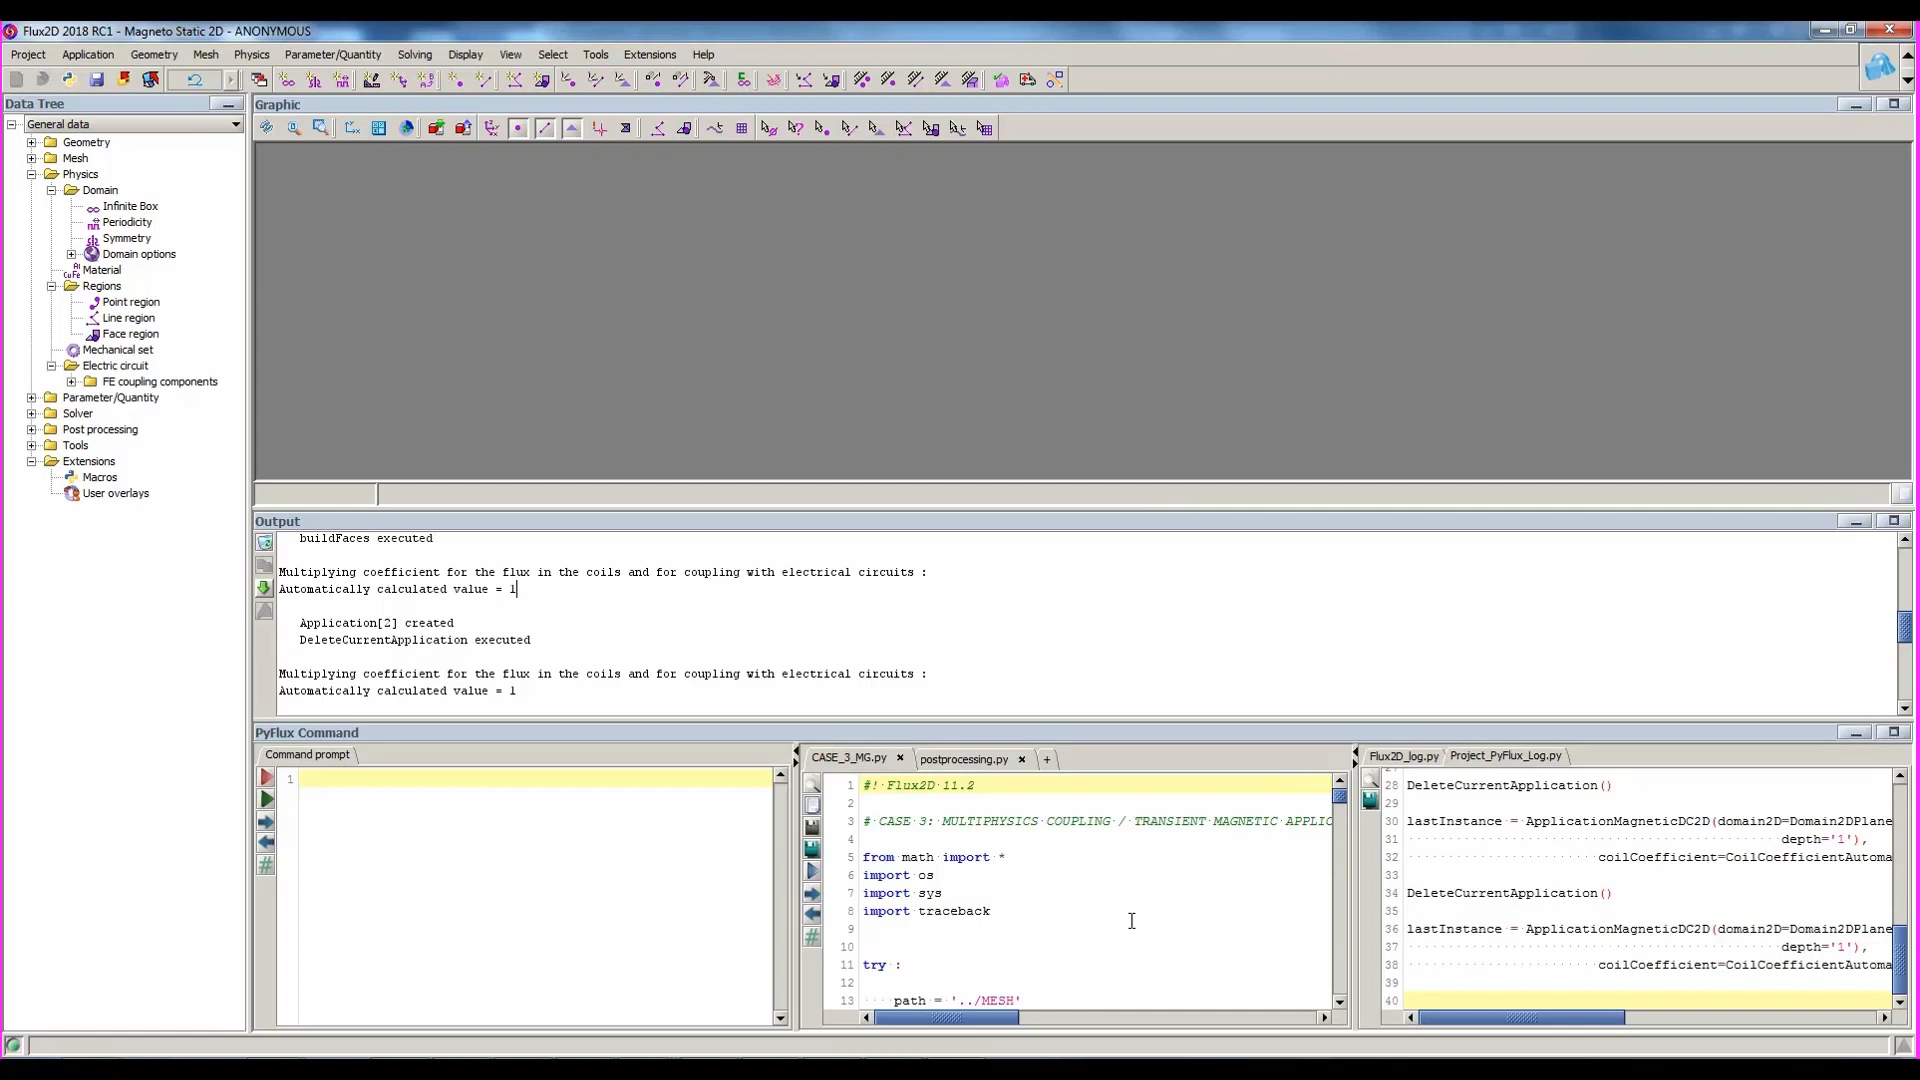 Flux2D 2018 RC1 - Magneto Static 2D - ANONYMOUS
Project Application Geometry Mesh Physics Parameter/Quantity Solving Display View Select Tools Extensions Help
Data Tree
General data
Geometry
Mesh
Physics
Domain
Infinite Box
Periodicity
Symmetry
Domain options
Material
Regions
Point region
Line region
Face region
Mechanical set
Electric circuit
FE coupling components
Parameter/Quantity
Solver
Post processing
Tools
Extensions
Macros
User overlays
Graphic
Output
buildFaces executed
Multiplying coefficient for the flux in the coils and for coupling with electrical circuits :
Automatically calculated value = 1
Application[2] created
DeleteCurrentApplication executed
Multiplying coefficient for the flux in the coils and for coupling with electrical circuits :
Automatically calculated value = 1
PyFlux Command
Command prompt
1
CASE_3_MG.py postprocessing.py +
1 #! Flux2D 11.2
2
3 # CASE 3: MULTIPHYSICS COUPLING / TRANSIENT MAGNETIC APPLIC
4
5 from math import *
6 import os
7 import sys
8 import traceback
9
10
11 try :
12
13 path = '../MESH'
Flux2D_log.py Project_PyFlux_Log.py
28 DeleteCurrentApplication()
29
30 lastInstance = ApplicationMagneticDC2D(domain2D=Domain2DPlane
31 depth='1'),
32 coilCoefficient=CoilCoefficientAutoma
33
34 DeleteCurrentApplication()
35
36 lastInstance = ApplicationMagneticDC2D(domain2D=Domain2DPlane
37 depth='1'),
38 coilCoefficient=CoilCoefficientAutoma
39
40